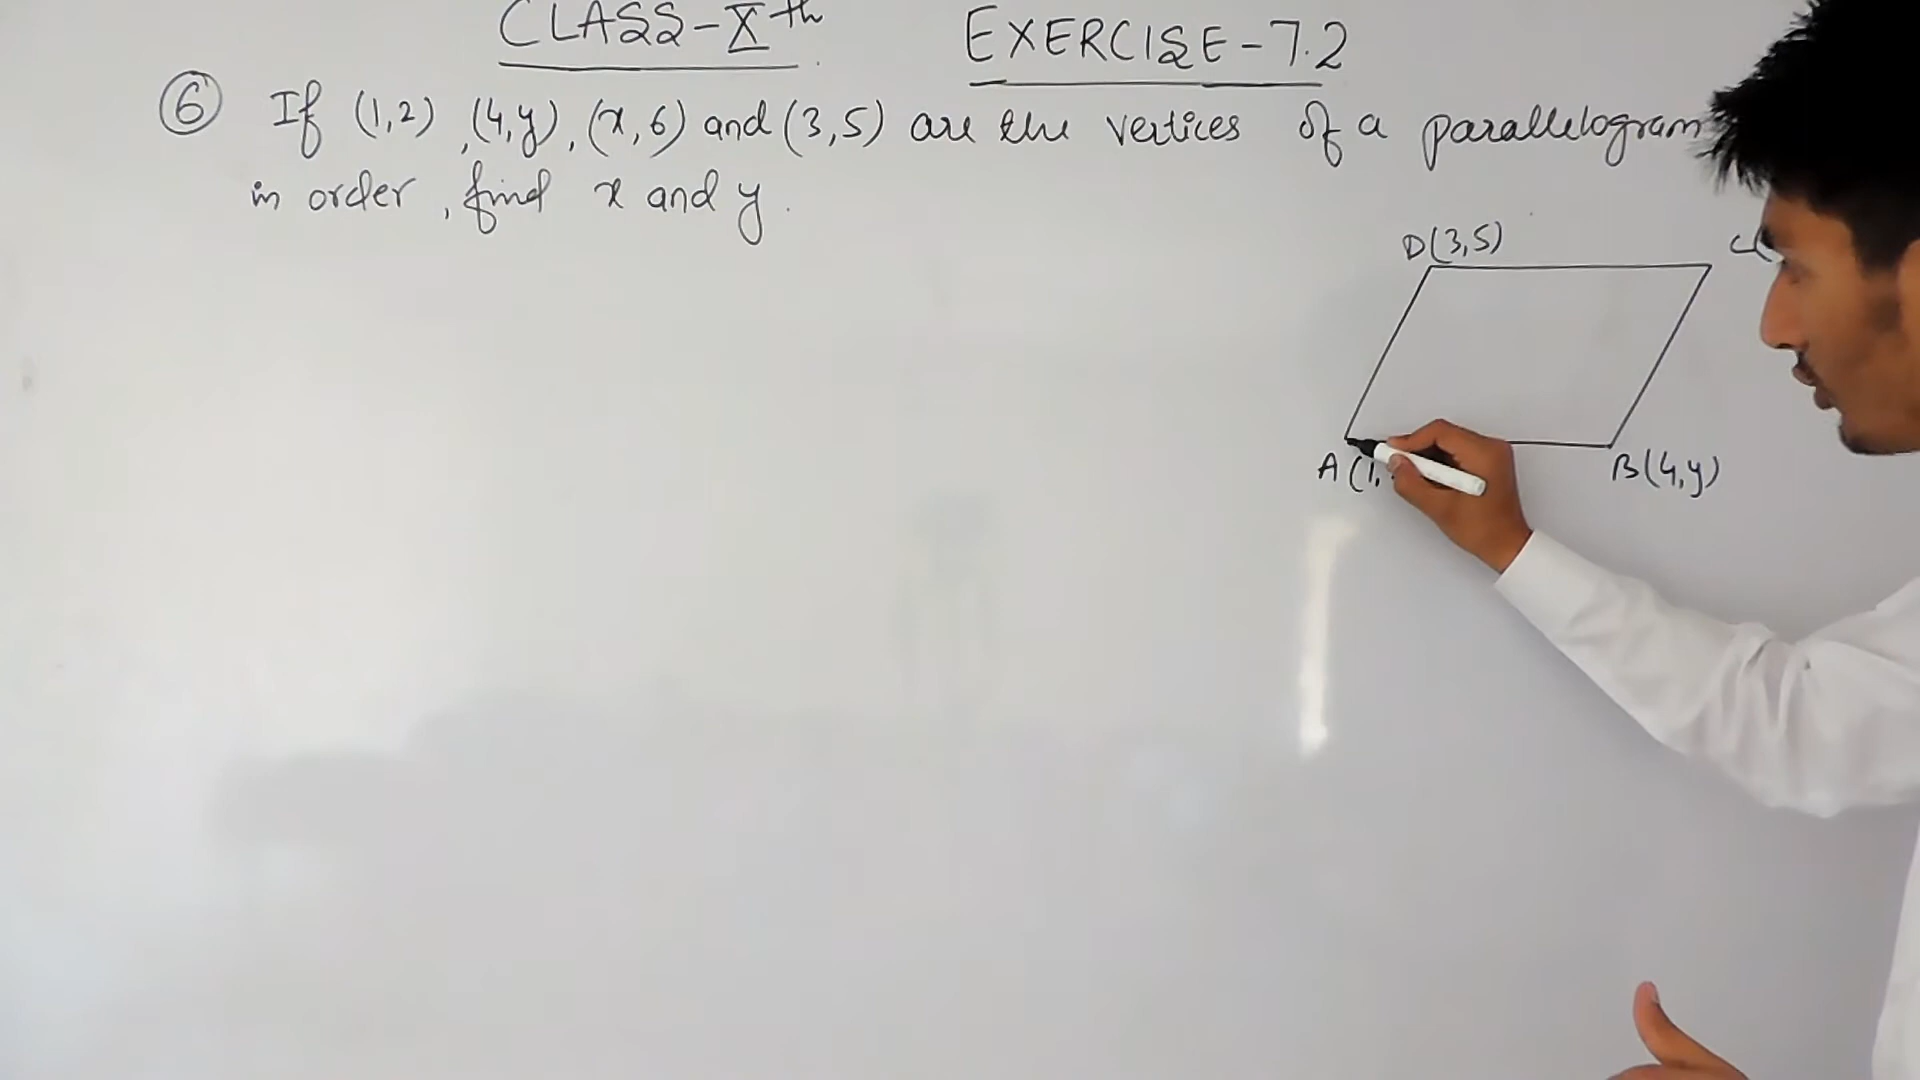 CLASS-Xth EXERCISE-7.2
6 If (1,2), (4,y), (x,6) and (3,5) are the vertices of a parallelogram
in order, find x and y.
D(3,5) C(
A(1, B(4,y)